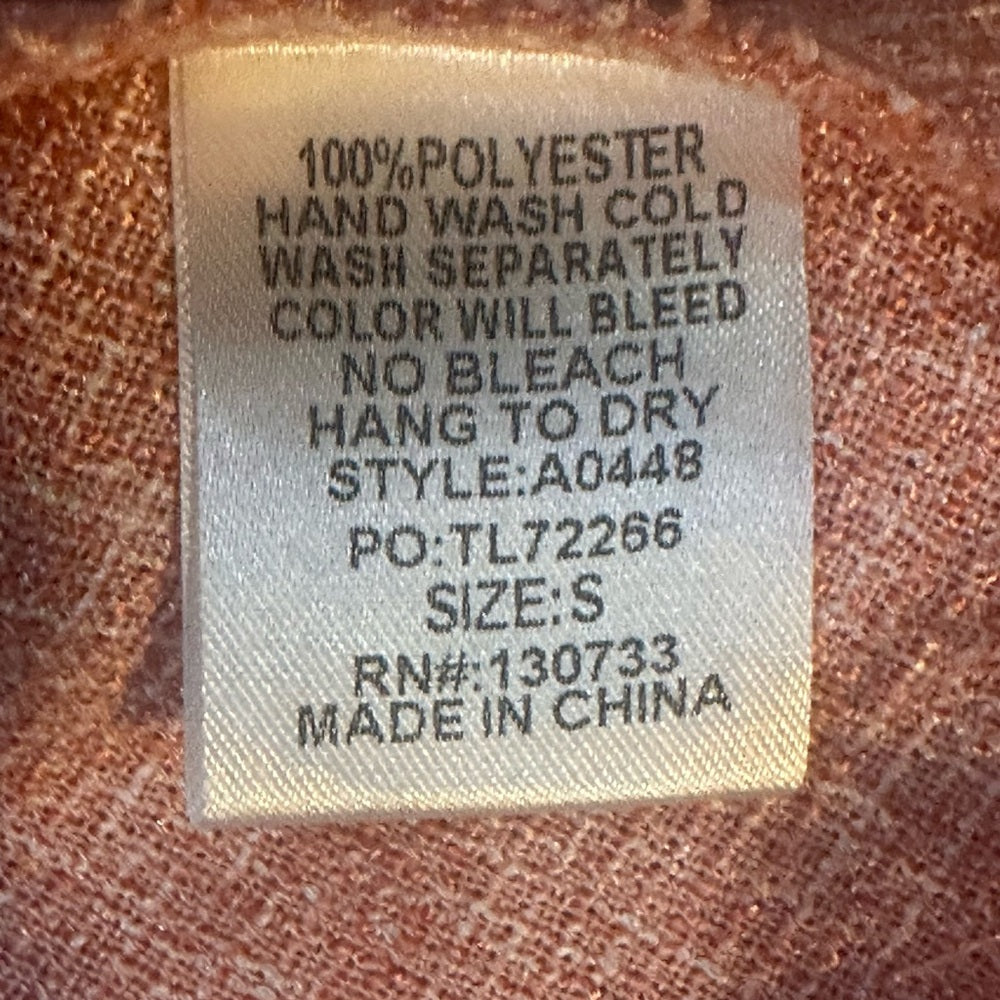 100%POLYESTER
HAND WASH COLD
WASH SEPARATELY
COLOR WILL BLEED
NO BLEACH
HANG TO DRY
STYLE:A0448
PO:TL72266
SIZE:S
RN#:130733
MADE IN CHINA